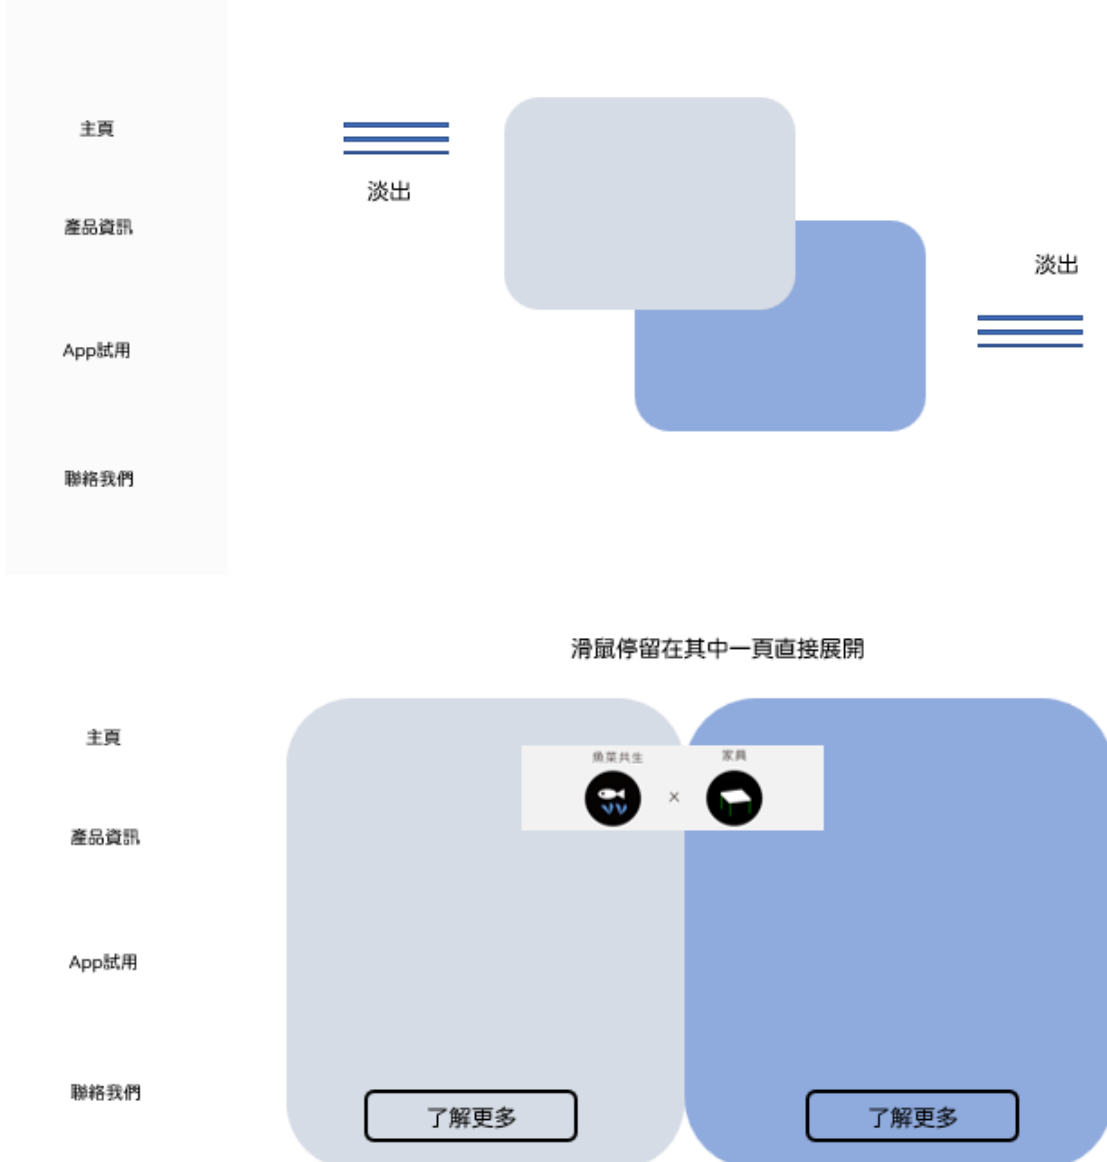 主頁
淡出
產品資訊
淡出
App試用
聯絡我們
滑鼠停留在其中一頁直接展開
主頁
魚菜共生 x 家具
產品資訊
App試用
聯絡我們
了解更多
了解更多